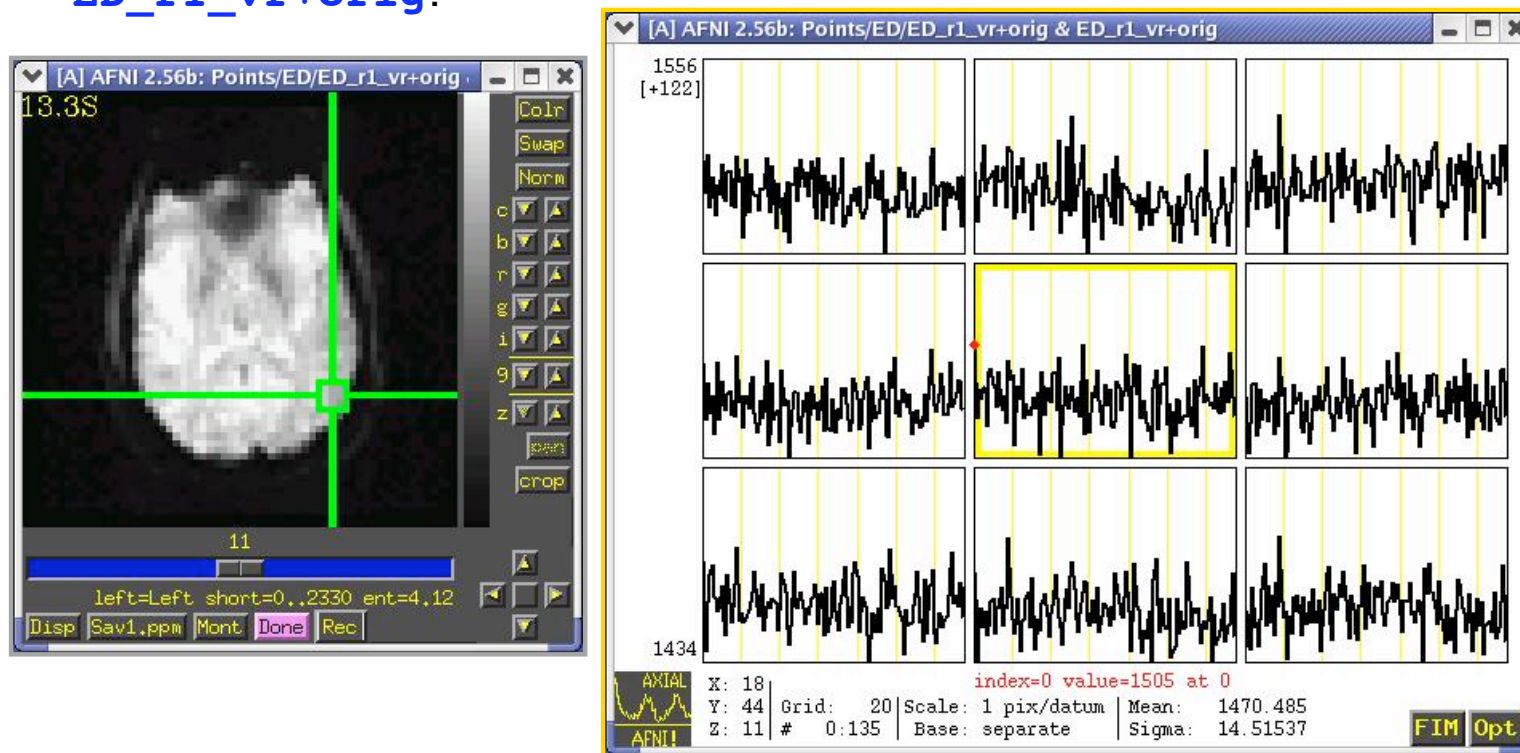 ED_r1_vr+orig.
[A] AFNI 2.56b: Points/ED/ED_r1_vr+orig
13.3S
Colr
Swap
Norm
c
b
r
g
i
9
z
pan
crop
11
left=Left short=0..2330 ent=4.12
Disp Sav1.ppm Mont Done Rec
[A] AFNI 2.56b: Points/ED/ED_r1_vr+orig & ED_r1_vr+orig
1556
[+122]
1434
index=0 value=1505 at 0
AXIAL
AFNI!
X: 18
Y: 44 Grid: 20 Scale: 1 pix/datum Mean: 1470.485
Z: 11 # 0:135 Base: separate Sigma: 14.51537
FIM Opt